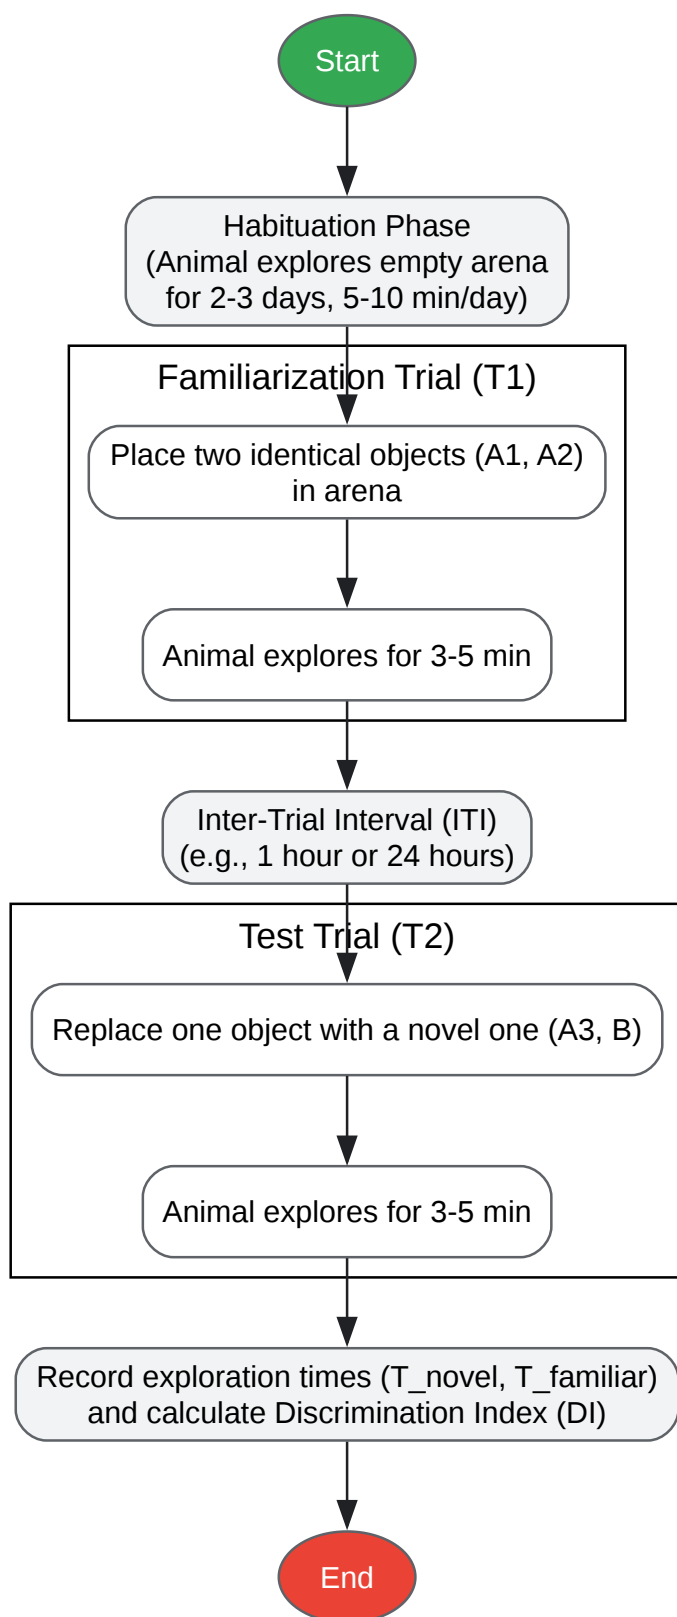 Start
Habituation Phase
(Animal explores empty arena
for 2-3 days, 5-10 min/day)
Familiarization Trial (T1)
Place two identical objects (A1, A2)
in arena
Animal explores for 3-5 min
Inter-Trial Interval (ITI)
(e.g., 1 hour or 24 hours)
Test Trial (T2)
Replace one object with a novel one (A3, B)
Animal explores for 3-5 min
Record exploration times (T_novel, T_familiar)
and calculate Discrimination Index (DI)
End